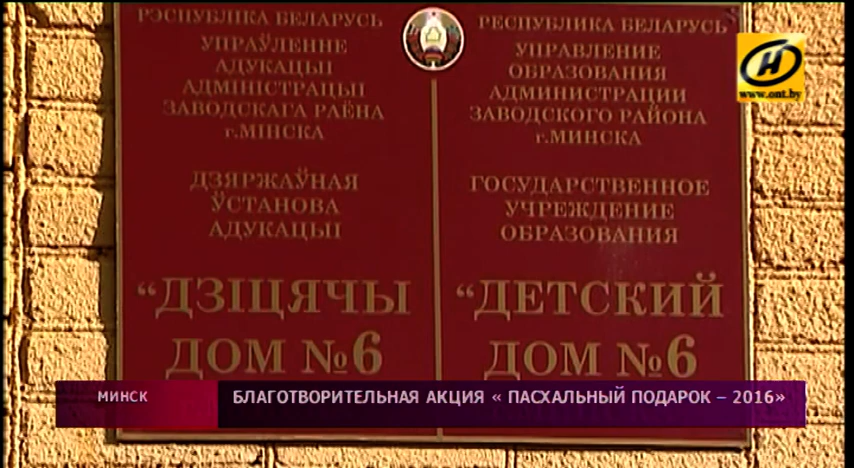 РЭСПУБЛІКА БЕЛАРУСЬ
УПРАЎЛЕННЕ
АДУКАЦЫІ
АДМІНІСТРАЦЫІ
ЗАВОДСКАГА РАЁНА
г.МІНСКА
ДЗЯРЖАЎНАЯ
ЎСТАНОВА
АДУКАЦЫІ
“ДЗІЦЯЧЫ
ДОМ №6
РЕСПУБЛИКА БЕЛАРУСЬ
УПРАВЛЕНИЕ
ОБРАЗОВАНИЯ
АДМИНИСТРАЦИИ
ЗАВОДСКОГО РАЙОНА
г.МИНСКА
ГОСУДАРСТВЕННОЕ
УЧРЕЖДЕНИЕ
ОБРАЗОВАНИЯ
“ДЕТСКИЙ
ДОМ №6
www.ont.by
МИНСК
БЛАГОТВОРИТЕЛЬНАЯ АКЦИЯ « ПАСХАЛЬНЫЙ ПОДАРОК – 2016»